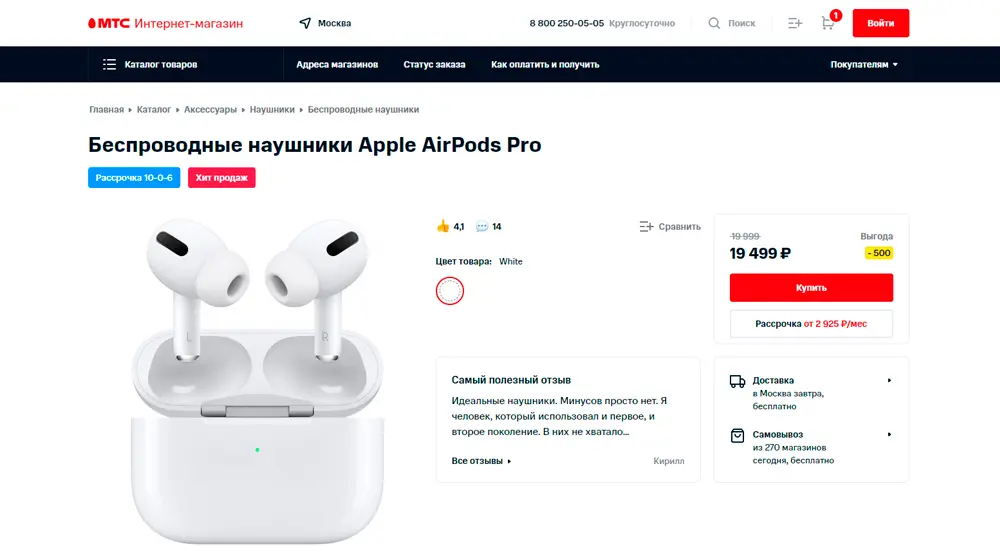 МТС Интернет-магазин
Москва
8 800 250-05-05 Круглосуточно
Поиск
1
Войти
Каталог товаров
Адреса магазинов
Статус заказа
Как оплатить и получить
Покупателям
Главная
Каталог
Аксессуары
Наушники
Беспроводные наушники
Беспроводные наушники Apple AirPods Pro
Рассрочка 10-0-6
Хит продаж
L
R
4,1
14
Сравнить
Цвет товара: White
19 999
Выгода
19 499 ₽
- 500
Купить
Рассрочка от 2 925 ₽/мес
Самый полезный отзыв
Идеальные наушники. Минусов просто нет. Я
человек, который использовал и первое, и
второе поколение. В них не хватало...
Все отзывы
Кирилл
Доставка
в Москва завтра,
бесплатно
Самовывоз
из 270 магазинов
сегодня, бесплатно